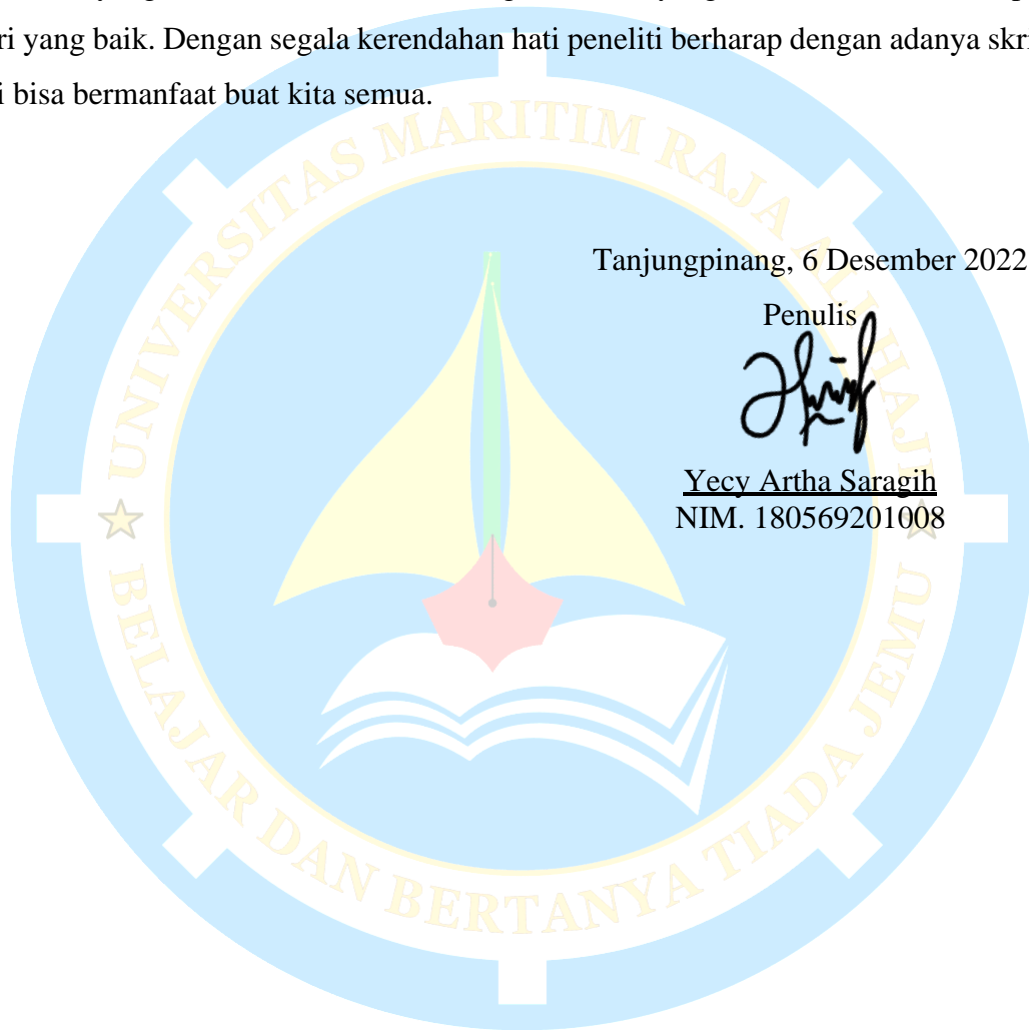 ri yang baik. Dengan segala kerendahan hati peneliti berharap dengan adanya skri
i bisa bermanfaat buat kita semua.
UNIVERSITAS MARITIM RAJA ALI HAJI
Tanjungpinang, 6 Desember 2022
Penulis
Yecy Artha Saragih
NIM. 180569201008
BELAJAR DAN BERTANYA TIADA JEMU